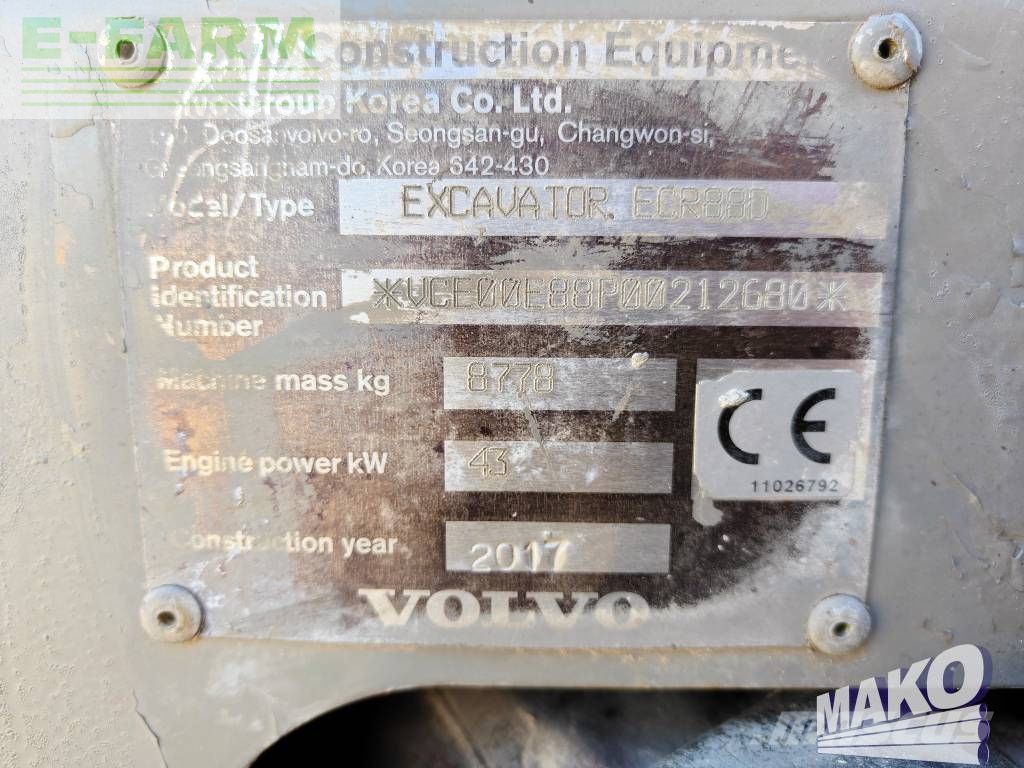 E-FARM
Construction Equipme
Group Korea Co. Ltd.
Doosanvolvo-ro, Seongsan-gu, Changwon-si,
Gyeongsangnam-do, Korea 642-430
Model/Type EXCAVATOR ECR88D
Product
Identification
Number
*VCE00E88P00212680*
Machine mass kg 8778
Engine power kW 43
CE
11026792
Construction year 2017
VOLVO
MAKO